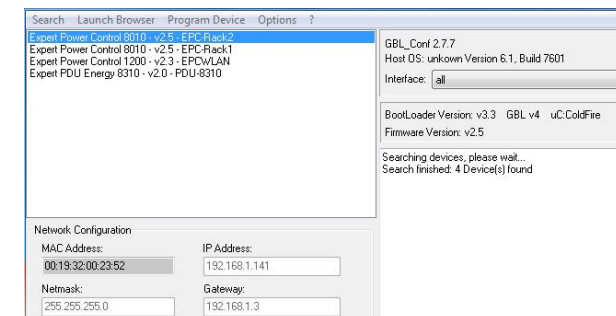 Search Launch Browser Program Device Options ?
Expert Power Control 8010 - v2.5 - EPC-Rack2
Expert Power Control 8010 - v2.5 - EPC-Rack1
Expert Power Control 1200 - v2.3 - EPCWLAN
Expert PDU Energy 8310 - v2.0 - PDU-8310
GBL_Conf 2.7.7
Host OS: unkown Version 6.1, Build 7601
Interface: all
BootLoader Version: v3.3 GBL v4 uC:ColdFire
Firmware Version: v2.5
Searching devices, please wait...
Search finished: 4 Device(s) found
Network Configuration
MAC Address: IP Address:
00:19:32:00:23:52 192.168.1.141
Netmask: Gateway:
255.255.255.0 192.168.1.3